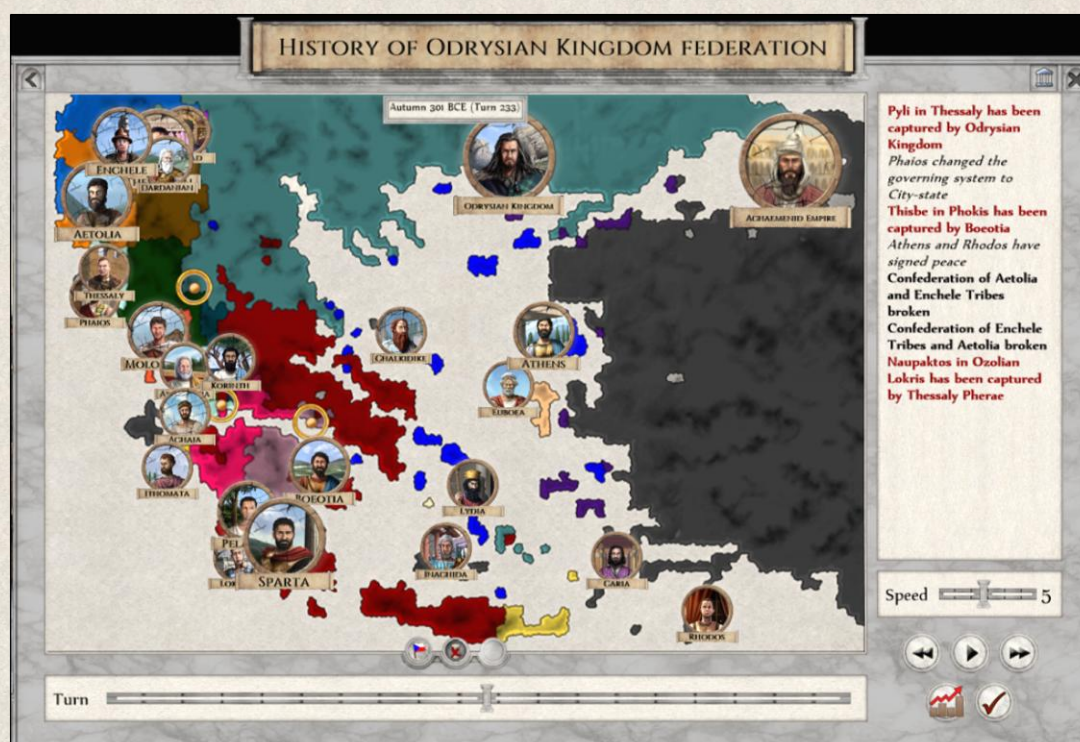 History of Odrysian Kingdom federation
Autumn 301 BCE (Turn 233)
Enchele
Dardanian
Odrysian Kingdom
Achaemenid Empire
Aetolia
Thessaly
Phaios
Molo
Korinth
Chalkidike
Athens
Euboea
Achaia
Ithomata
Boeotia
Lydia
Pel
Sparta
Inachida
Caria
Rhodos
Pyli in Thessaly has been
captured by Odrysian
Kingdom
Phaios changed the
governing system to
City-state
Thisbe in Phokis has been
captured by Boeotia
Athens and Rhodos have
signed peace
Confederation of Aetolia
and Enchele Tribes
broken
Confederation of Enchele
Tribes and Aetolia broken
Naupaktos in Ozolian
Lokris has been captured
by Thessaly Pherae
Speed 5
Turn